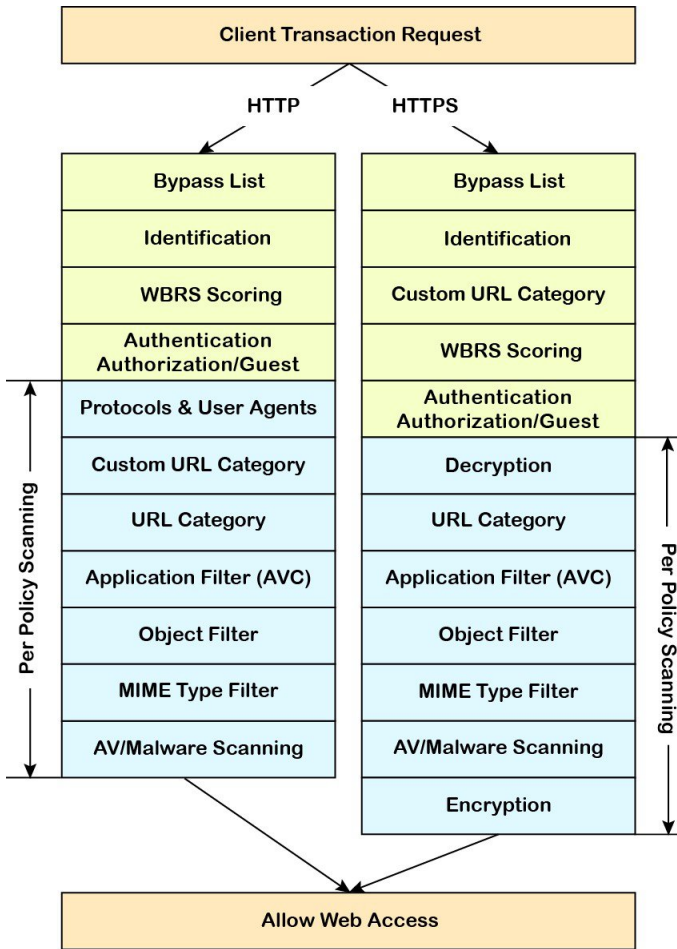 Client Transaction Request
HTTP
HTTPS
Bypass List
Identification
WBRS Scoring
Authentication
Authorization/Guest
Protocols & User Agents
Custom URL Category
URL Category
Application Filter (AVC)
Object Filter
MIME Type Filter
AV/Malware Scanning
Per Policy Scanning
Bypass List
Identification
Custom URL Category
WBRS Scoring
Authentication
Authorization/Guest
Decryption
URL Category
Application Filter (AVC)
Object Filter
MIME Type Filter
AV/Malware Scanning
Encryption
Per Policy Scanning
Allow Web Access